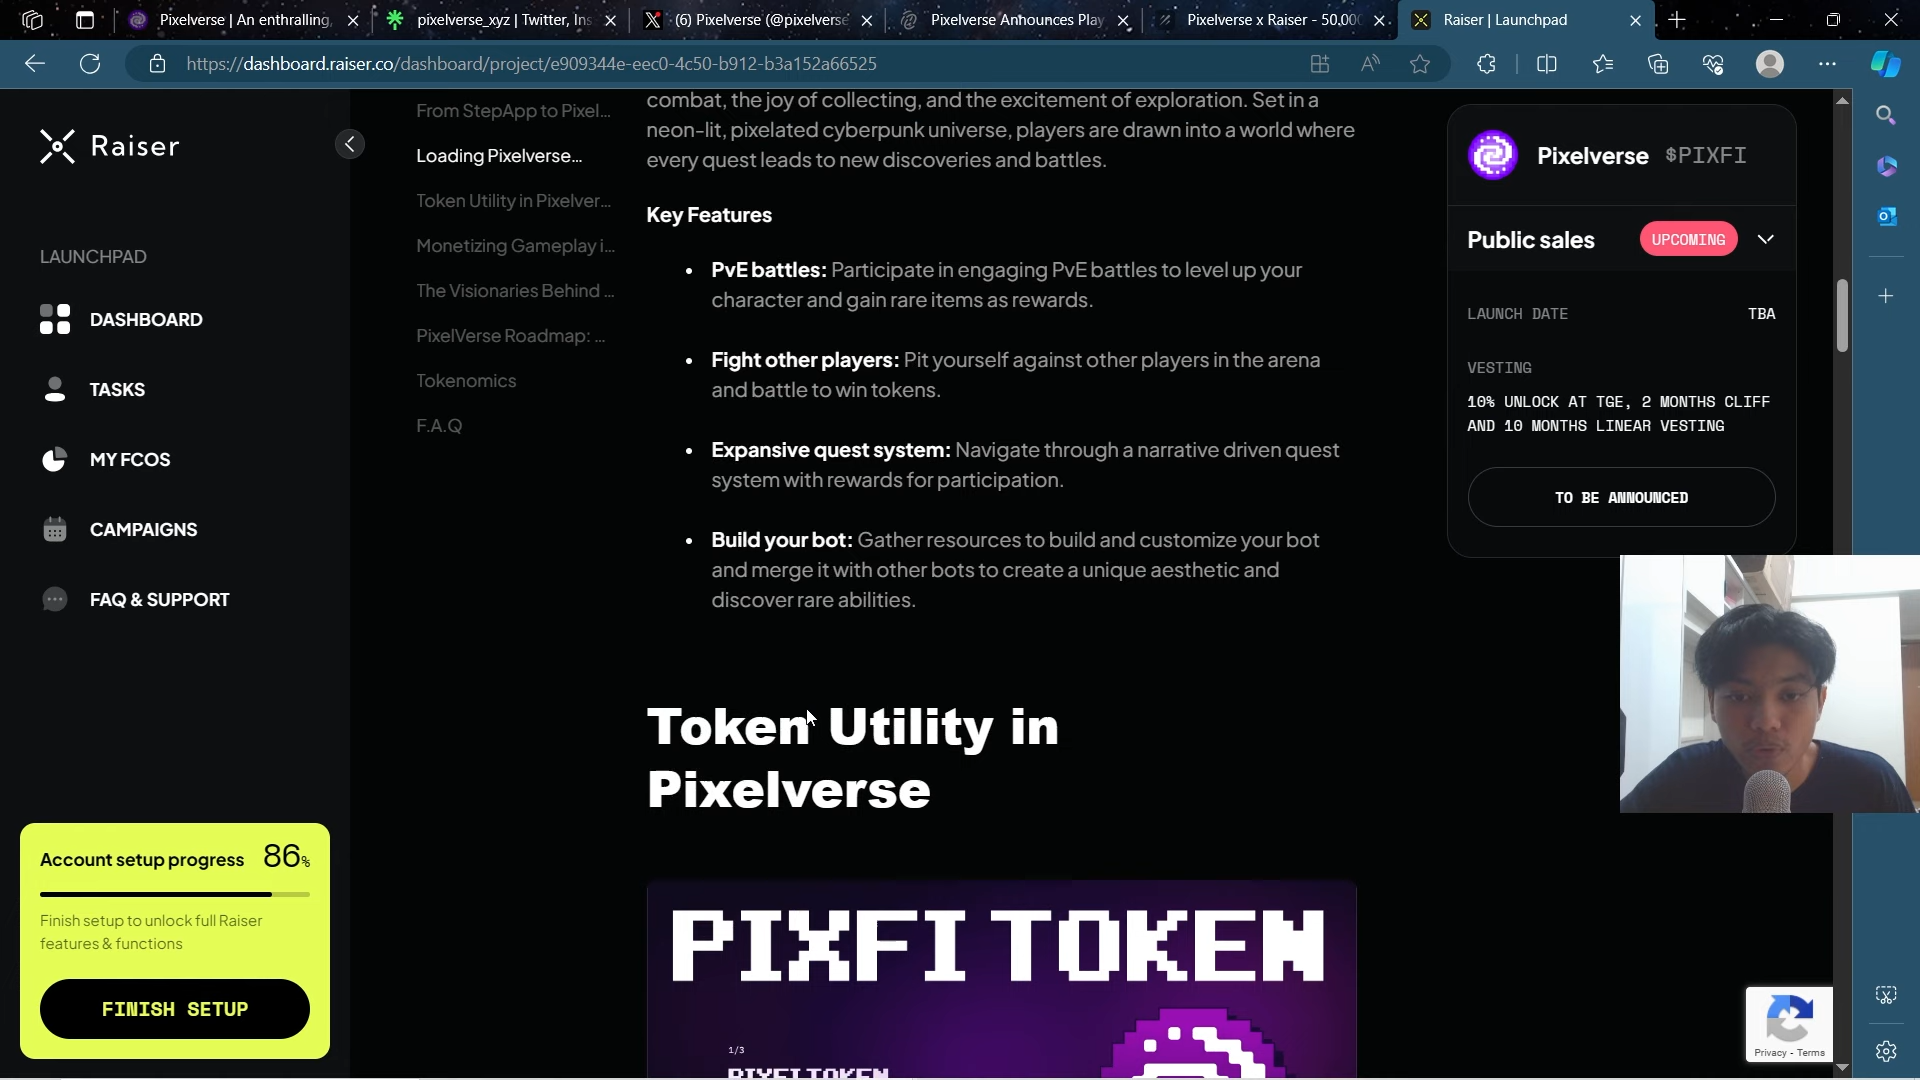 Pixelverse | An enthralling,
pixelverse_xyz | Twitter, Ins
(6) Pixelverse (@pixelverse
Pixelverse Announces Play
Pixelverse x Raiser - 50,000
Raiser | Launchpad
https://dashboard.raiser.co/dashboard/project/e909344e-eec0-4c50-b912-b3a152a66525
Raiser
LAUNCHPAD
DASHBOARD
TASKS
MY FCOS
CAMPAIGNS
FAQ & SUPPORT
Account setup progress 86%
Finish setup to unlock full Raiser
features & functions
FINISH SETUP
From StepApp to Pixel...
Loading Pixelverse...
Token Utility in Pixelver...
Monetizing Gameplay i...
The Visionaries Behind ...
PixelVerse Roadmap: ...
Tokenomics
F.A.Q
combat, the joy of collecting, and the excitement of exploration. Set in a
neon-lit, pixelated cyberpunk universe, players are drawn into a world where
every quest leads to new discoveries and battles.
Key Features
• PvE battles: Participate in engaging PvE battles to level up your
character and gain rare items as rewards.
• Fight other players: Pit yourself against other players in the arena
and battle to win tokens.
• Expansive quest system: Navigate through a narrative driven quest
system with rewards for participation.
• Build your bot: Gather resources to build and customize your bot
and merge it with other bots to create a unique aesthetic and
discover rare abilities.
Token Utility in
Pixelverse
PIXFI TOKEN
1/3
PIXFI TOKEN
Pixelverse $PIXFI
Public sales UPCOMING
LAUNCH DATE TBA
VESTING
10% UNLOCK AT TGE, 2 MONTHS CLIFF
AND 10 MONTHS LINEAR VESTING
TO BE ANNOUNCED
Privacy - Terms